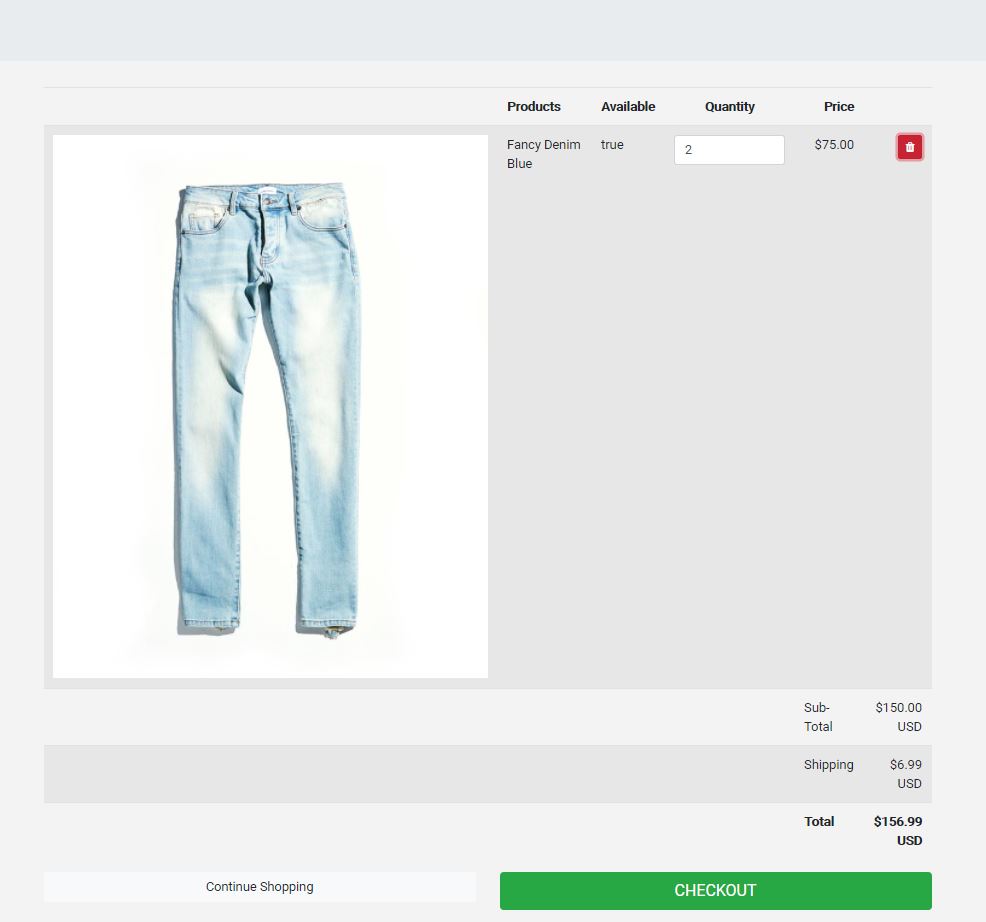 Products Available Quantity Price
Fancy Denim true 2 $75.00
Blue
Sub- $150.00
Total USD
Shipping $6.99
USD
Total $156.99
USD
Continue Shopping CHECKOUT